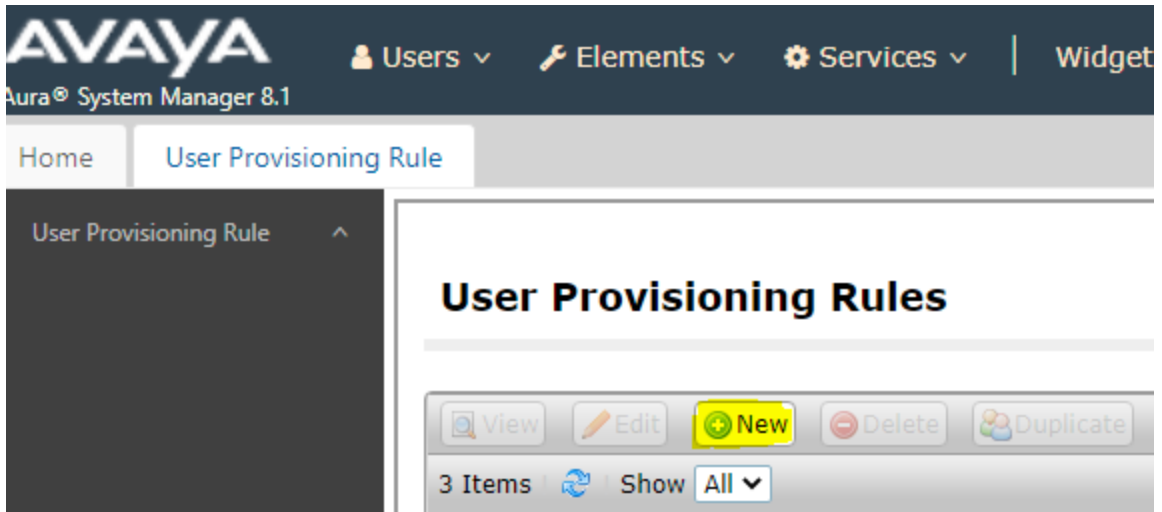 AVAYA
Users Elements Services | Widget
Aura® System Manager 8.1
Home User Provisioning Rule
User Provisioning Rule
User Provisioning Rules
View Edit New Delete Duplicate
3 Items Show All